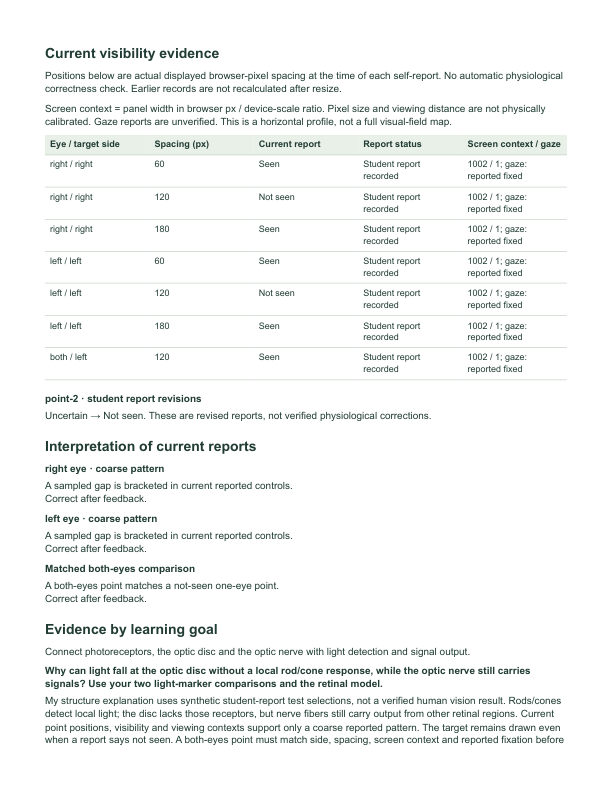 Current visibility evidence
Positions below are actual displayed browser-pixel spacing at the time of each self-report. No automatic physiological
correctness check. Earlier records are not recalculated after resize.
Screen context = panel width in browser px / device-scale ratio. Pixel size and viewing distance are not physically
calibrated. Gaze reports are unverified. This is a horizontal profile, not a full visual-field map.
Eye / target side Spacing (px) Current report Report status Screen context / gaze
right / right 60 Seen Student report 1002 / 1; gaze:
recorded reported fixed
right / right 120 Not seen Student report 1002 / 1; gaze:
recorded reported fixed
right / right 180 Seen Student report 1002 / 1; gaze:
recorded reported fixed
left / left 60 Seen Student report 1002 / 1; gaze:
recorded reported fixed
left / left 120 Not seen Student report 1002 / 1; gaze:
recorded reported fixed
left / left 180 Seen Student report 1002 / 1; gaze:
recorded reported fixed
both / left 120 Seen Student report 1002 / 1; gaze:
recorded reported fixed
point-2 · student report revisions
Uncertain → Not seen. These are revised reports, not verified physiological corrections.
Interpretation of current reports
right eye · coarse pattern
A sampled gap is bracketed in current reported controls.
Correct after feedback.
left eye · coarse pattern
A sampled gap is bracketed in current reported controls.
Correct after feedback.
Matched both-eyes comparison
A both-eyes point matches a not-seen one-eye point.
Correct after feedback.
Evidence by learning goal
Connect photoreceptors, the optic disc and the optic nerve with light detection and signal output.
Why can light fall at the optic disc without a local rod/cone response, while the optic nerve still carries
signals? Use your two light-marker comparisons and the retinal model.
My structure explanation uses synthetic student-report test selections, not a verified human vision result. Rods/cones
detect local light; the disc lacks those receptors, but nerve fibers still carry output from other retinal regions. Current
point positions, visibility and viewing contexts support only a coarse reported pattern. The target remains drawn even
when a report says not seen. A both-eyes point must match side, spacing, screen context and reported fixation before